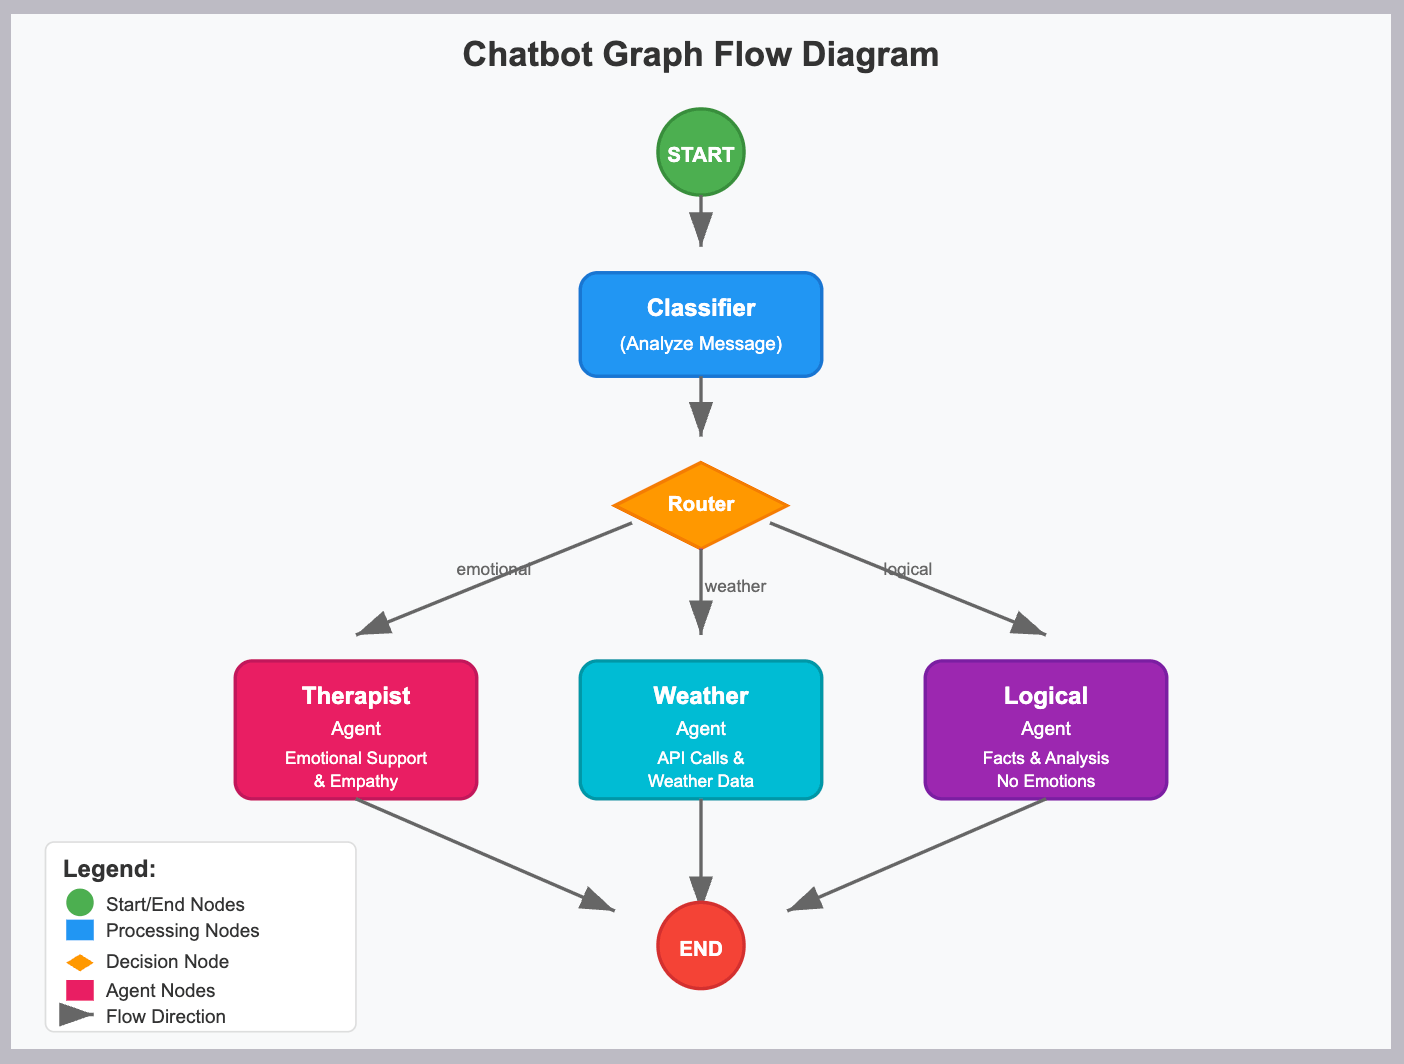 Chatbot Graph Flow Diagram
START
Classifier
(Analyze Message)
Router
emotional
weather
logical
Therapist
Agent
Emotional Support
& Empathy
Weather
Agent
API Calls &
Weather Data
Logical
Agent
Facts & Analysis
No Emotions
END
Legend:
Start/End Nodes
Processing Nodes
Decision Node
Agent Nodes
Flow Direction